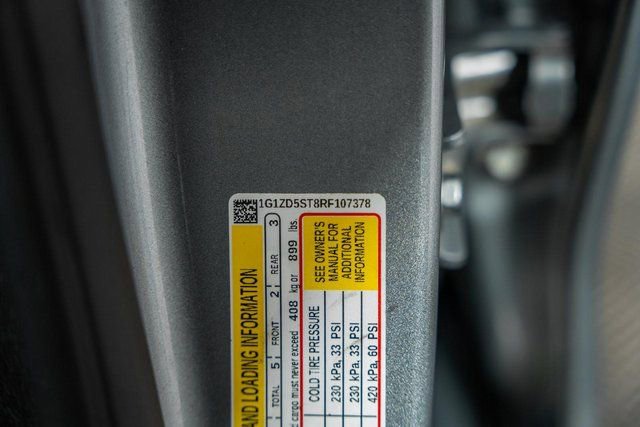 1G1ZD5ST8RF107378
AND LOADING INFORMATION
5 FRONT 2 REAR 3
cargo must never exceed 408 kg or 899 lbs.
SEE OWNER'S
MANUAL FOR
ADDITIONAL
INFORMATION
COLD TIRE PRESSURE
230 kPa, 33 PSI
230 kPa, 33 PSI
420 kPa, 60 PSI